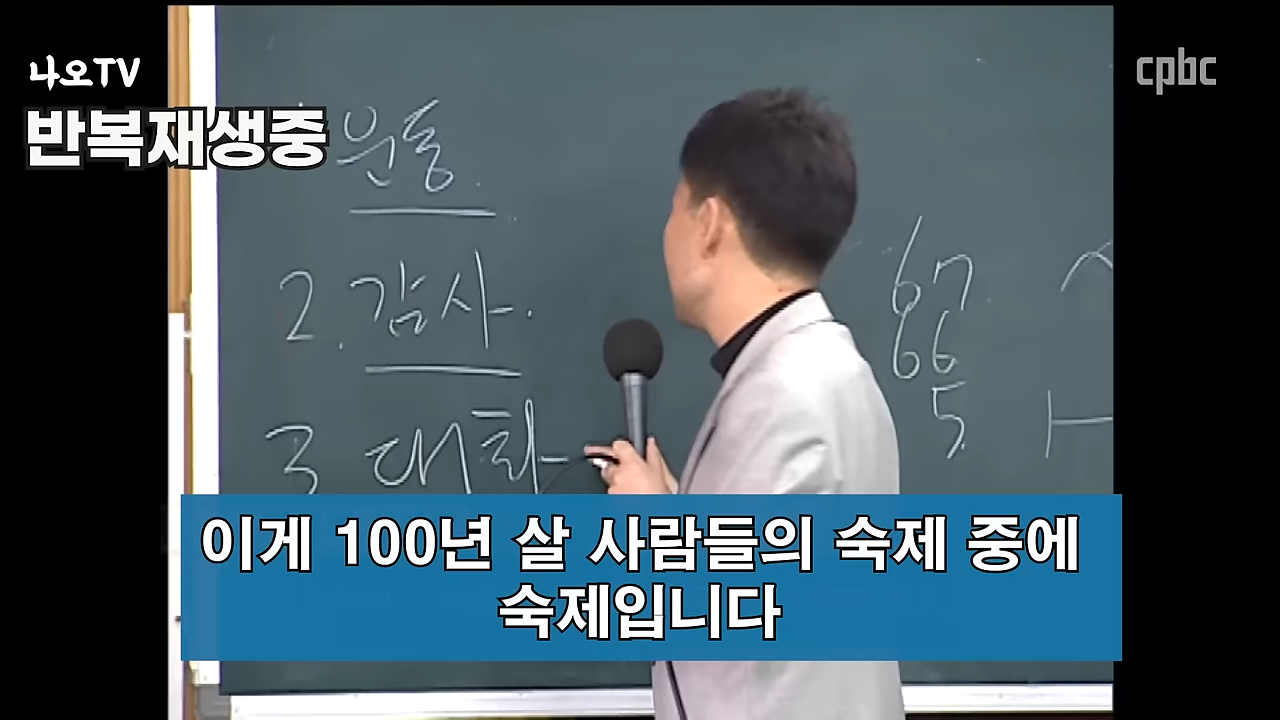 나오TV
cpbc
반복재생중
운동.
2. 감사.
3 대화
67
66
5
이게 100년 살 사람들의 숙제 중에
숙제입니다